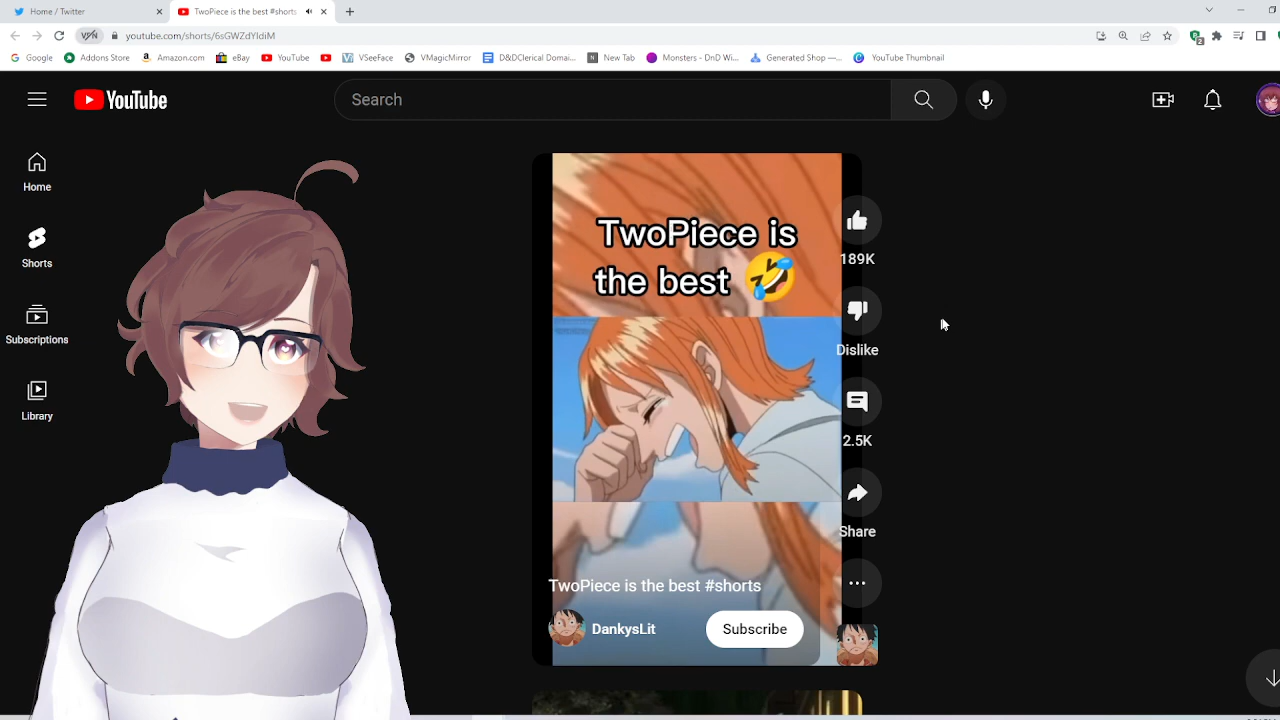 Home / Twitter
TwoPiece is the best #shorts
VPN
youtube.com/shorts/6sGWZdYIdiM
Google
Addons Store
Amazon.com
eBay
YouTube
VSeeFace
VMagicMirror
D&DClerical Domai...
New Tab
Monsters - DnD Wi...
Generated Shop —...
YouTube Thumbnail
YouTube
Search
Home
Shorts
Subscriptions
Library
TwoPiece is
the best 🤣
189K
Dislike
2.5K
Share
TwoPiece is the best #shorts
DankysLit
Subscribe